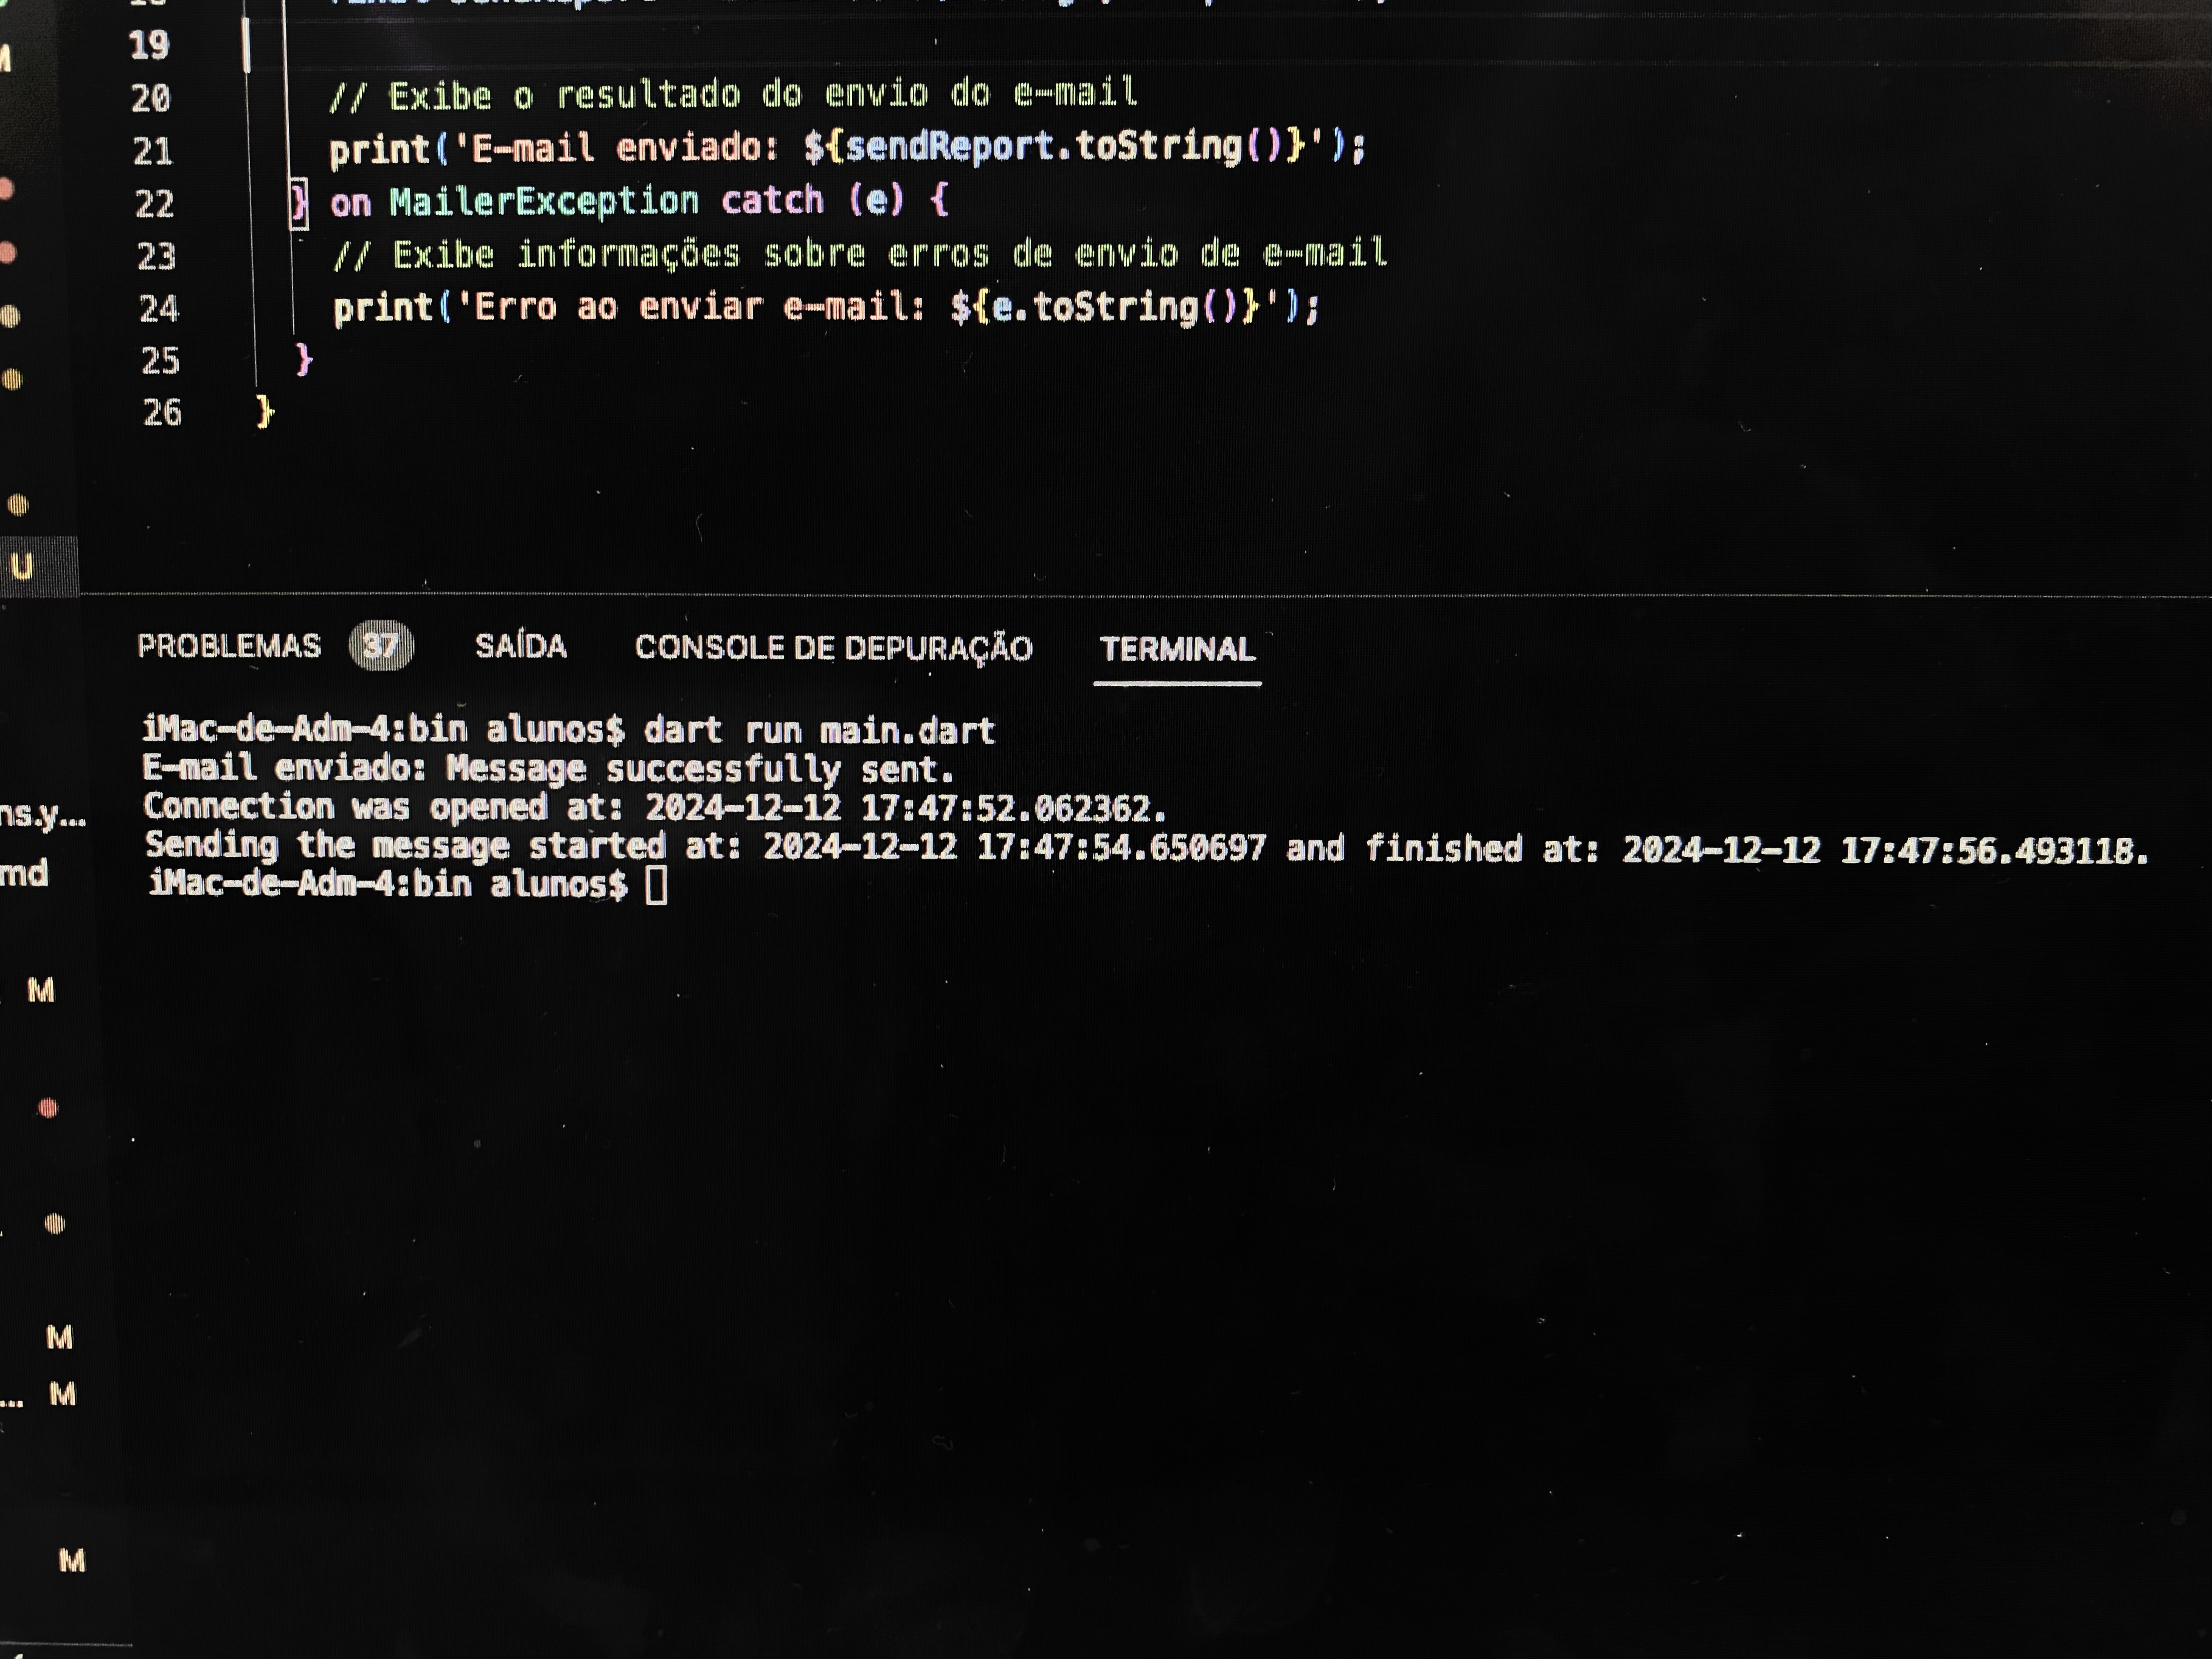 19
20 // Exibe o resultado do envio do e-mail
21 print('E-mail enviado: ${sendReport.toString()}');
22 } on MailerException catch (e) {
23 // Exibe informações sobre erros de envio de e-mail
24 print('Erro ao enviar e-mail: ${e.toString()}');
25 }
26 }
U
PROBLEMAS 37 SAÍDA CONSOLE DE DEPURAÇÃO TERMINAL
iMac-de-Adm-4:bin alunos$ dart run main.dart
E-mail enviado: Message successfully sent.
Connection was opened at: 2024-12-12 17:47:52.062362.
Sending the message started at: 2024-12-12 17:47:54.650697 and finished at: 2024-12-12 17:47:56.493118.
iMac-de-Adm-4:bin alunos$
ns.y...
md
M
M
... M
M